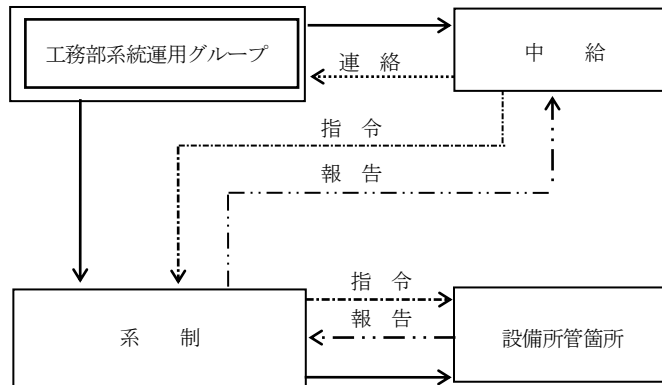 工務部系統運用グループ
中　給
連　絡
指　令
報　告
指　令
報　告
系　　制
設備所管箇所